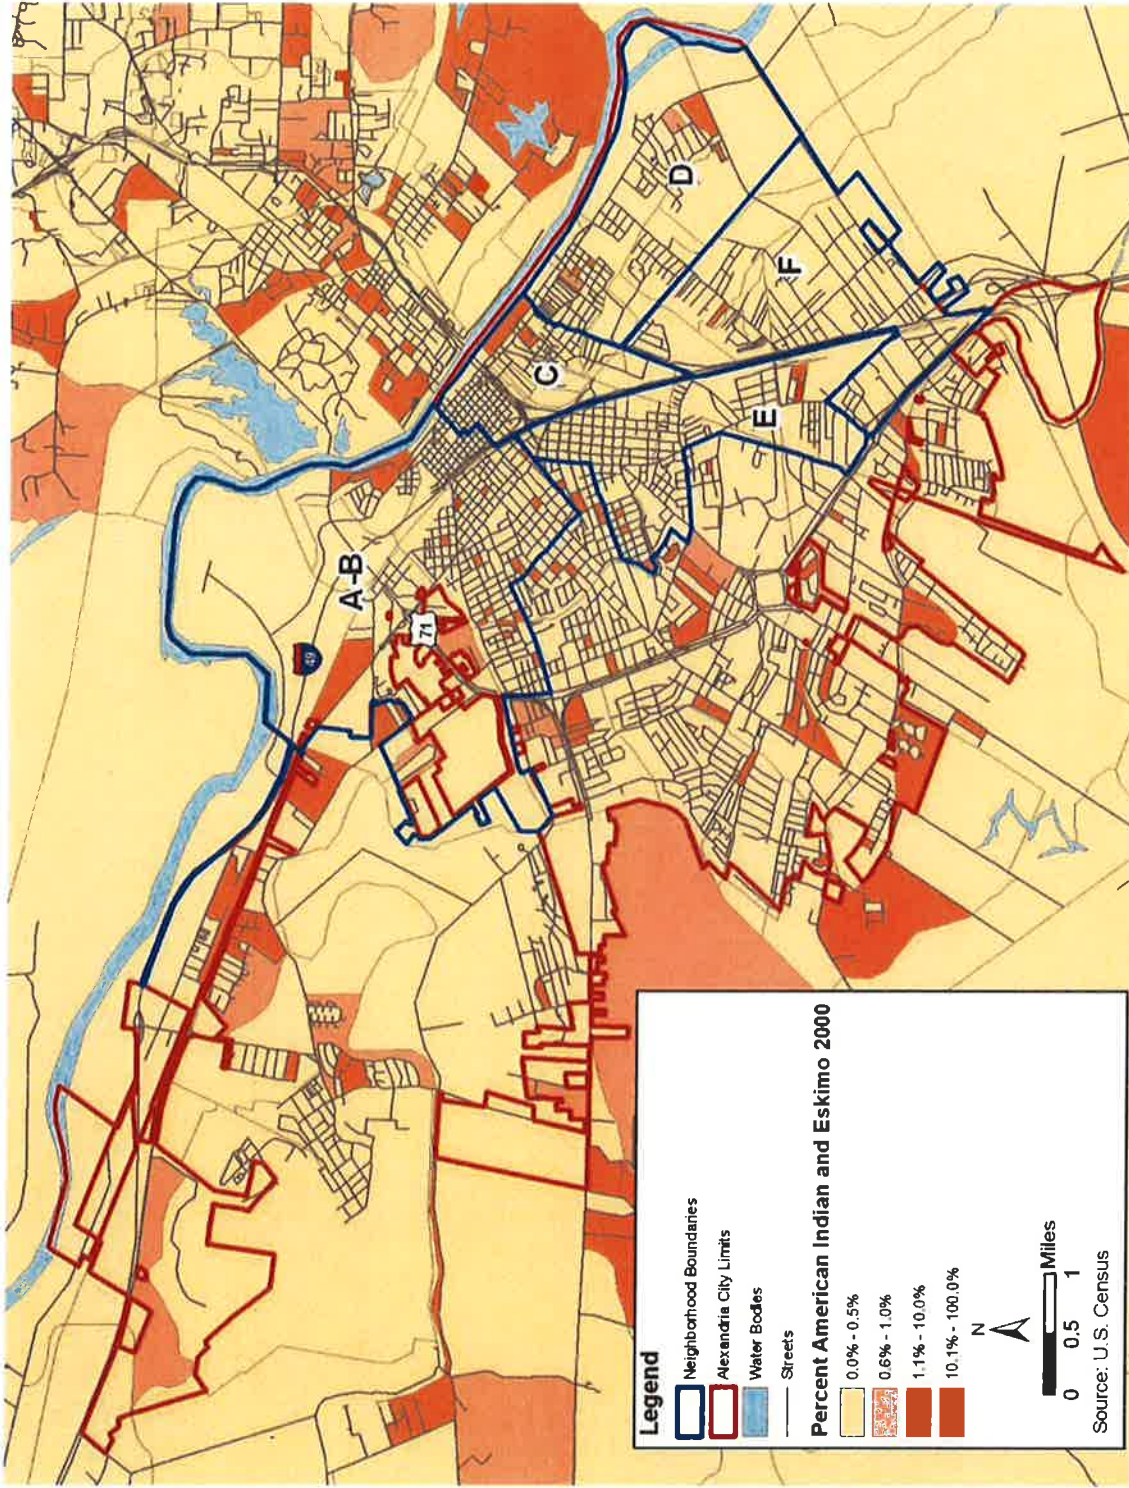 A-B
71
49
C
D
E
F
Legend
Neighborhood Boundaries
Alexandria City Limits
Water Bodies
Streets
Percent American Indian and Eskimo 2000
0.0% - 0.5%
0.6% - 1.0%
1.1% - 10.0%
10.1% - 100.0%
N
Miles
0 0.5 1
Source: U.S. Census